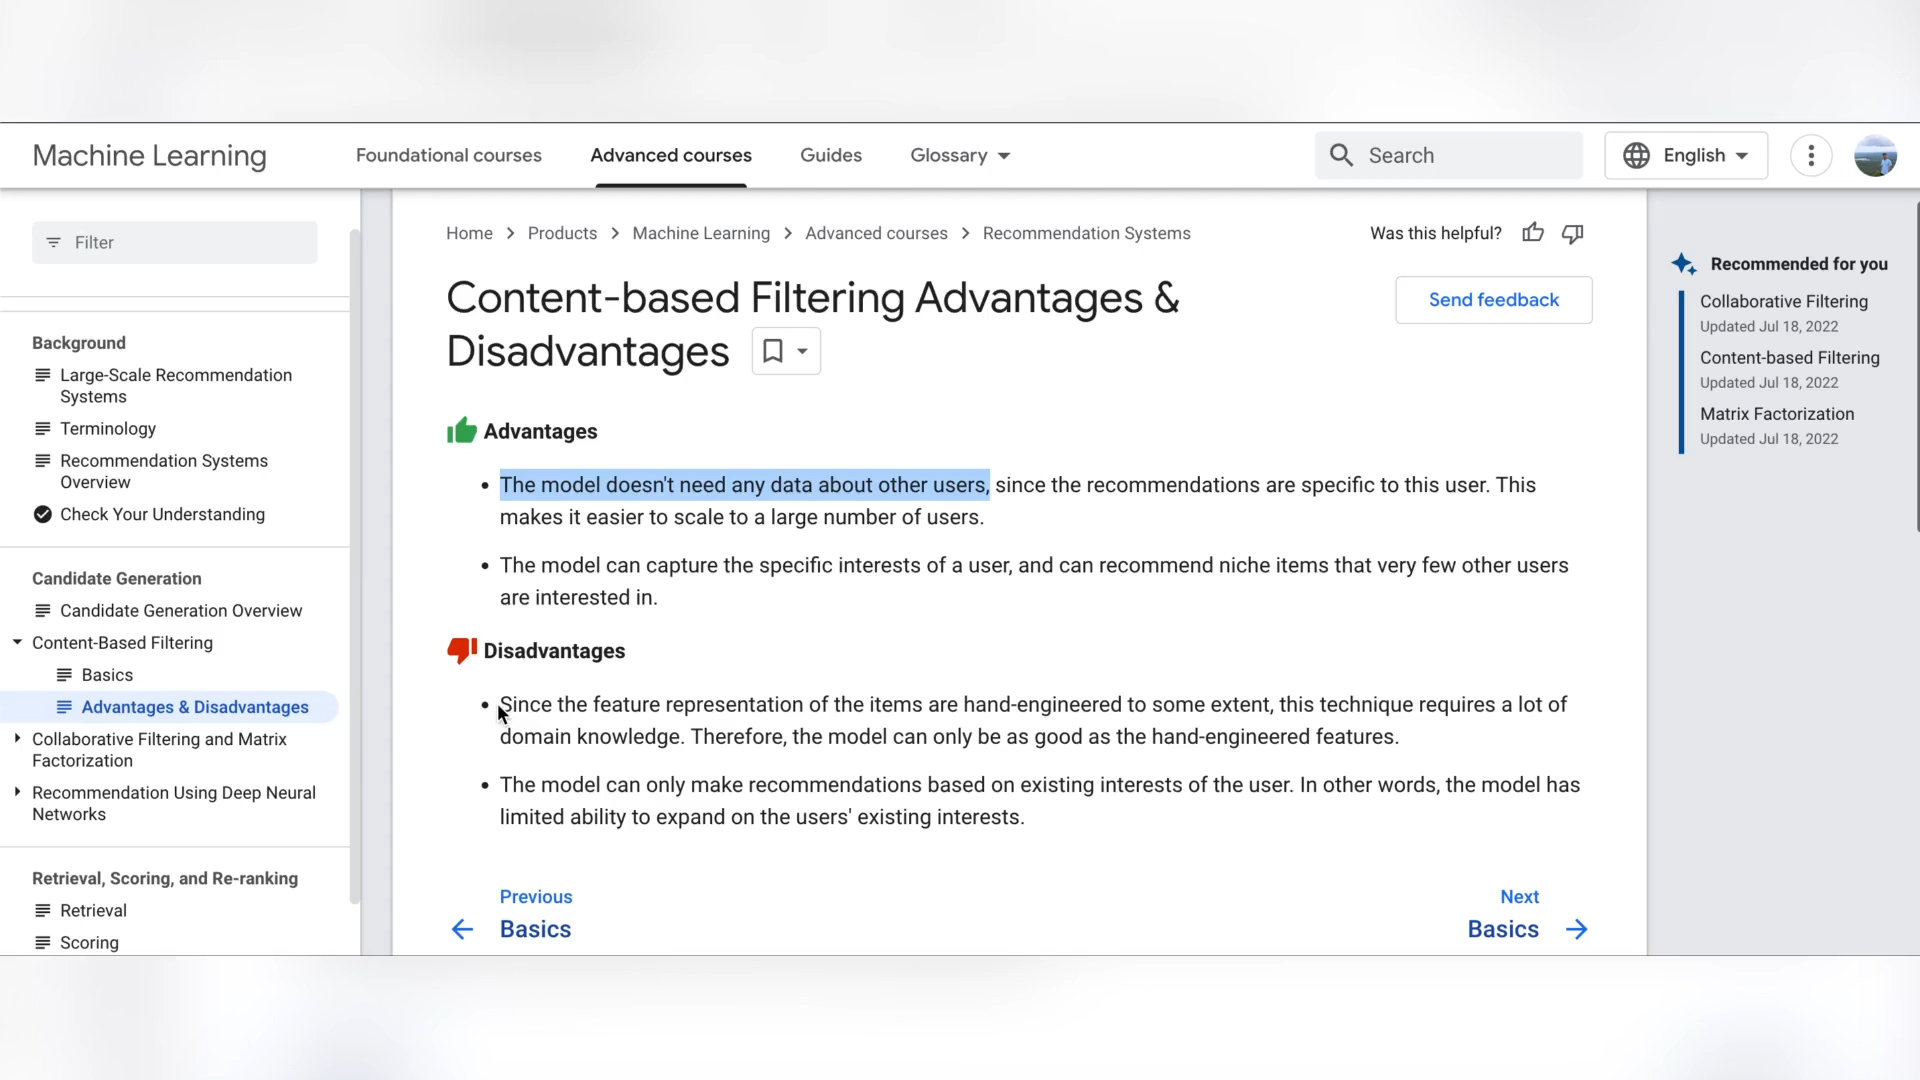 Machine Learning
Foundational courses
Advanced courses
Guides
Glossary
Search
English
Filter
Background
Large-Scale Recommendation
Systems
Terminology
Recommendation Systems
Overview
Check Your Understanding
Candidate Generation
Candidate Generation Overview
Content-Based Filtering
Basics
Advantages & Disadvantages
Collaborative Filtering and Matrix
Factorization
Recommendation Using Deep Neural
Networks
Retrieval, Scoring, and Re-ranking
Retrieval
Scoring
Home > Products > Machine Learning > Advanced courses > Recommendation Systems
Was this helpful?
Content-based Filtering Advantages &
Disadvantages
Send feedback
Advantages
• The model doesn't need any data about other users, since the recommendations are specific to this user. This
makes it easier to scale to a large number of users.
• The model can capture the specific interests of a user, and can recommend niche items that very few other users
are interested in.
Disadvantages
• Since the feature representation of the items are hand-engineered to some extent, this technique requires a lot of
domain knowledge. Therefore, the model can only be as good as the hand-engineered features.
• The model can only make recommendations based on existing interests of the user. In other words, the model has
limited ability to expand on the users' existing interests.
Previous
Basics
Next
Basics
Recommended for you
Collaborative Filtering
Updated Jul 18, 2022
Content-based Filtering
Updated Jul 18, 2022
Matrix Factorization
Updated Jul 18, 2022